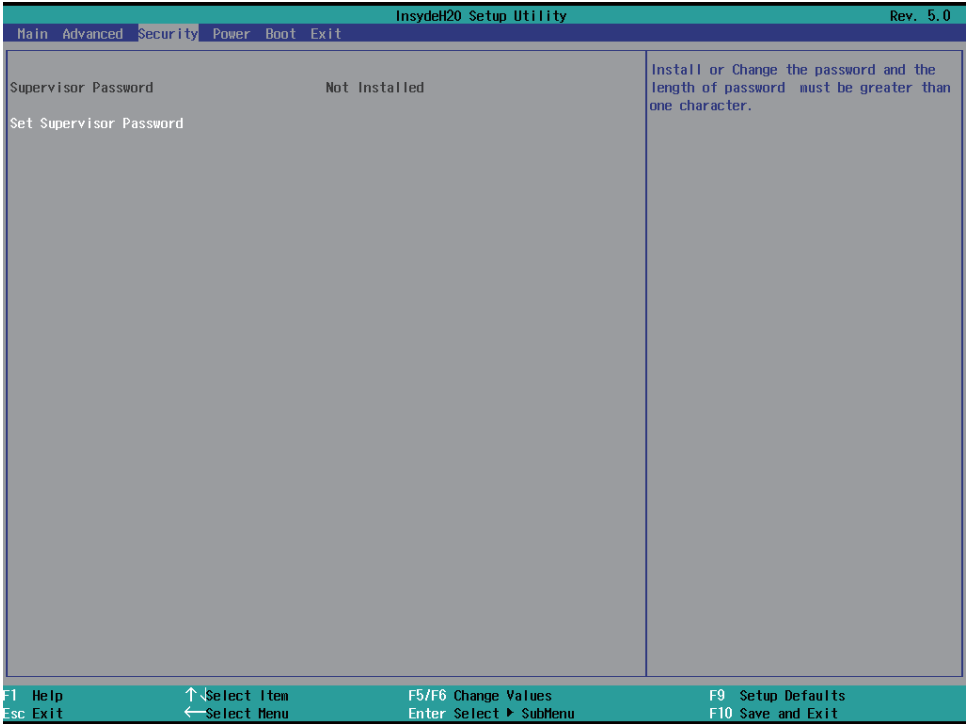 InsydeH20 Setup Utility Rev. 5.0
Main Advanced Security Power Boot Exit
Supervisor Password Not Installed
Set Supervisor Password
Install or Change the password and the
length of password must be greater than
one character.
F1 Help ↑↓Select Item F5/F6 Change Values F9 Setup Defaults
Esc Exit ←Select Menu Enter Select ▶ SubMenu F10 Save and Exit